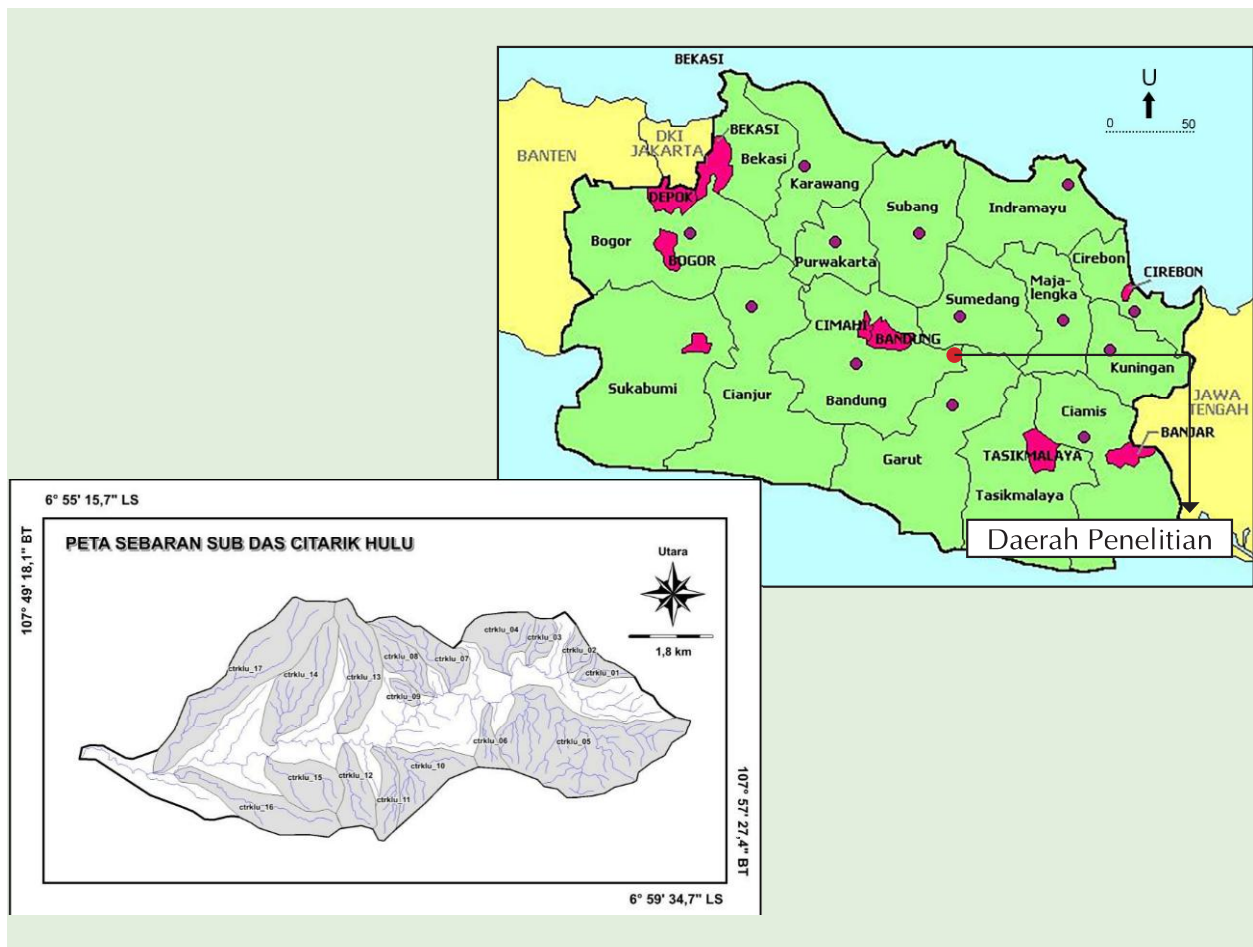 BEKASI
U
0 50
BANTEN
DKI
JAKARTA
BEKASI
Bekasi
Karawang
DEPOK
Subang
Indramayu
Bogor
BOGOR
Purwakarta
Cirebon
CIREBON
Maja-
lengka
Sumedang
CIMAHI
BANDUNG
Kuningan
Sukabumi
Cianjur
Bandung
Ciamis
JAWA
TENGAH
BANJAR
Garut
TASIKMALAYA
Tasikmalaya
Daerah Penelitian
6° 55' 15,7" LS
107° 49' 18,1" BT
PETA SEBARAN SUB DAS CITARIK HULU
Utara
1,8 km
ctrklu_04
ctrklu_03
ctrklu_02
ctrklu_01
ctrklu_08
ctrklu_07
ctrklu_17
ctrklu_14
ctrklu_13
ctrklu_09
ctrklu_06
ctrklu_05
ctrklu_10
ctrklu_15
ctrklu_12
ctrklu_11
ctrklu_16
107° 57' 27,4" BT
6° 59' 34,7" LS